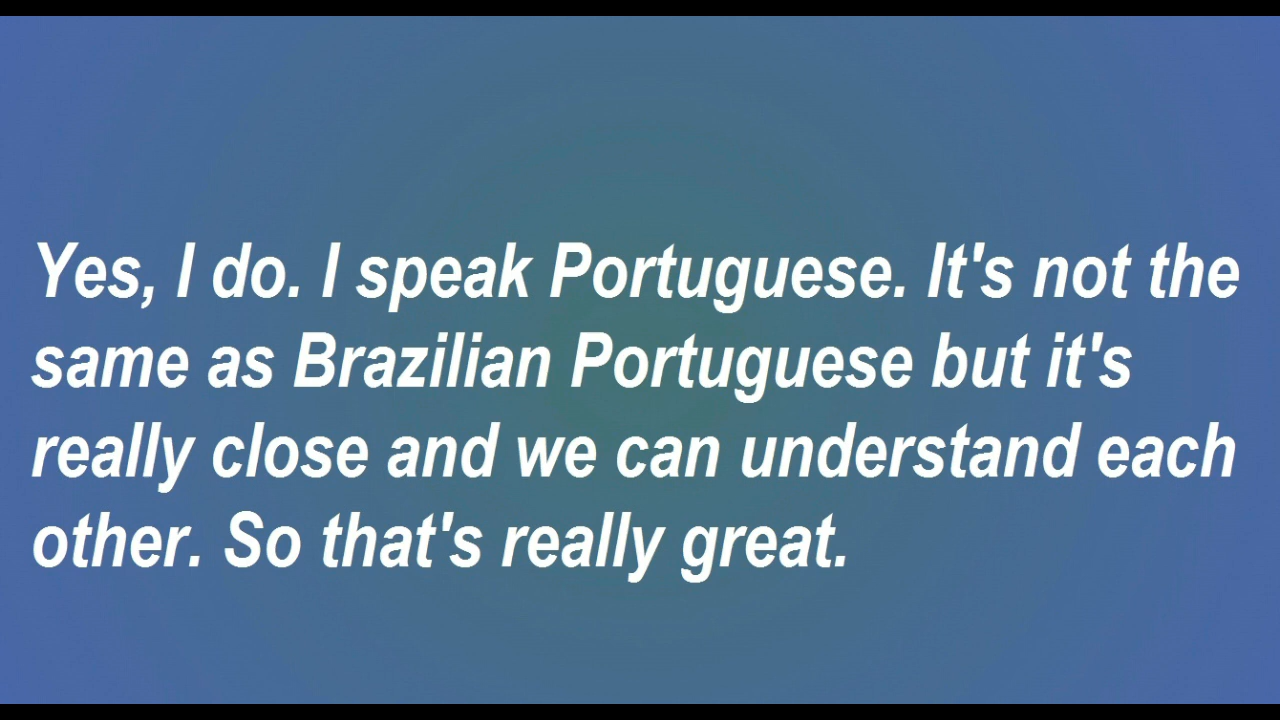 Yes, I do. I speak Portuguese. It's not the
same as Brazilian Portuguese but it's
really close and we can understand each
other. So that's really great.